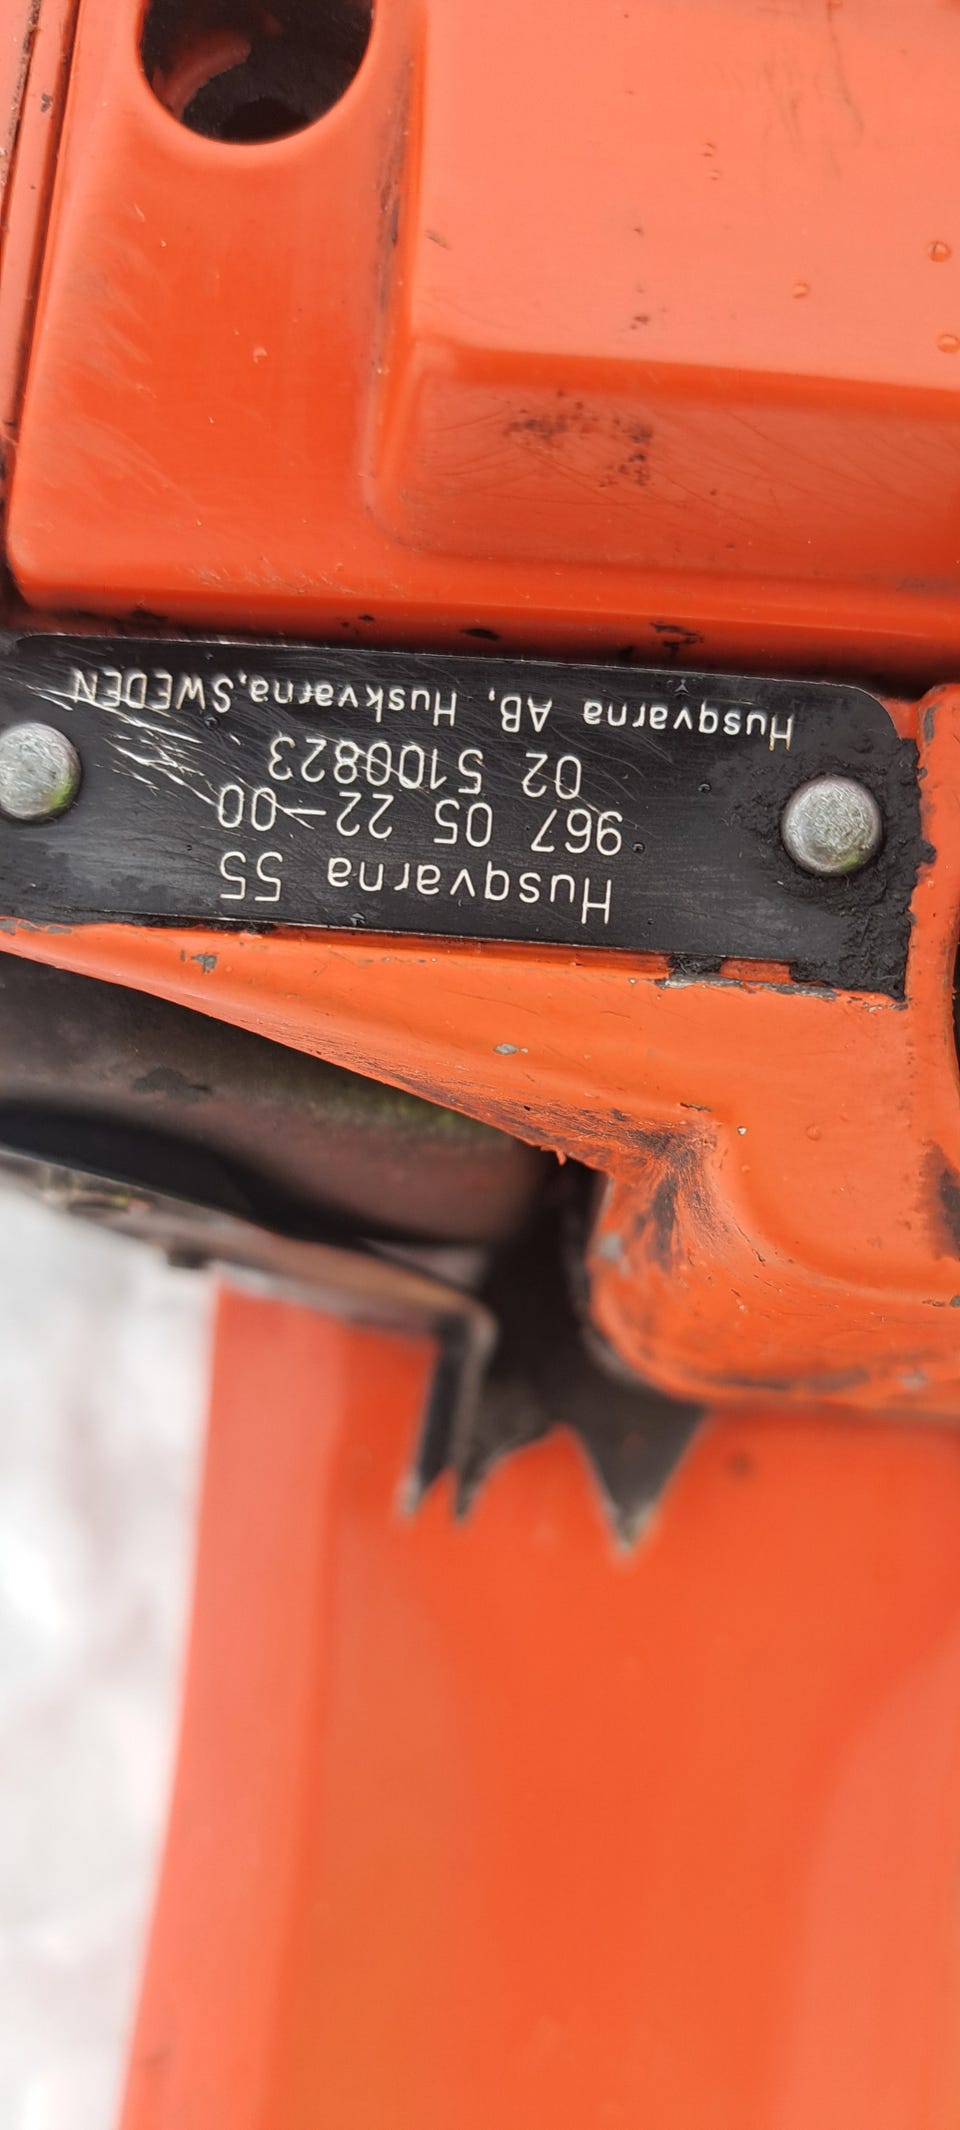 Husqvarna 55
967 05 22-00
02 5100823
Husqvarna AB, Huskvarna,SWEDEN